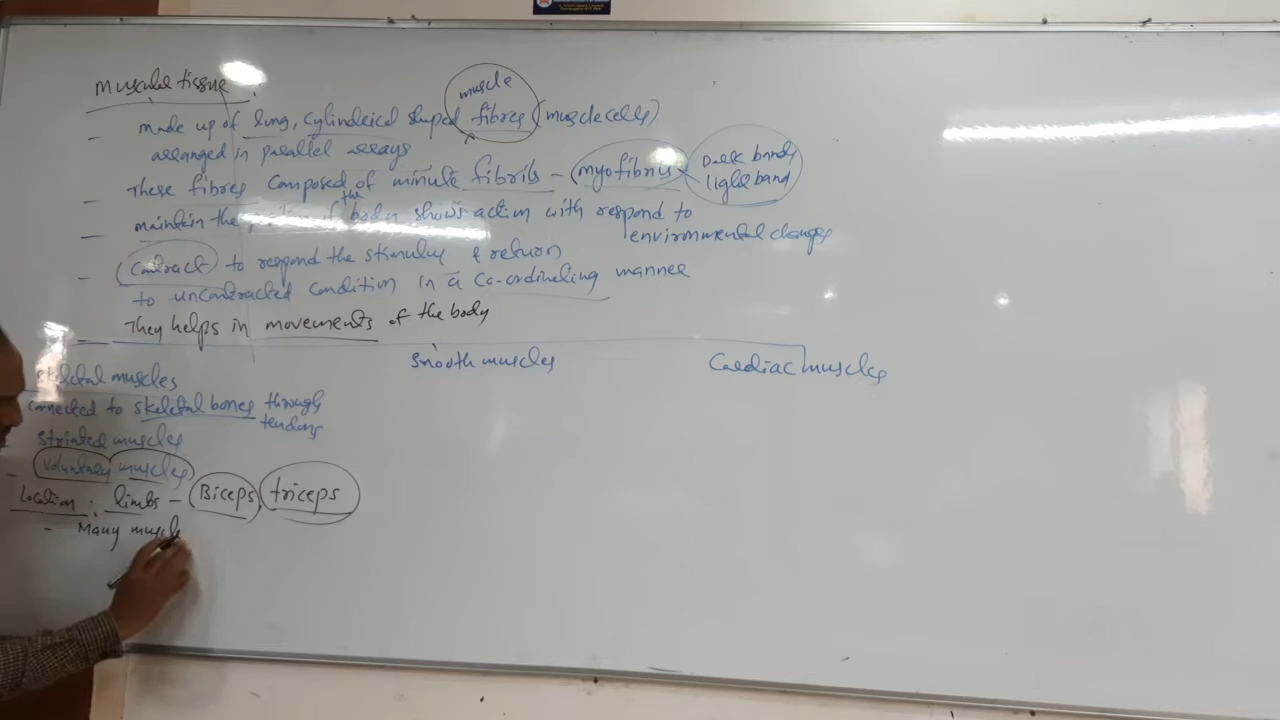 Muscular tissue :
muscle
- made up of long, cylindrical shaped fibres (muscle cells)
arranged in parallel arrays
These fibres composed of minute fibrils - myofibrils
Dark band
light band
- maintain the of the body shows action with respond to
environmental changes
- Contract to respond the stimulus & return
to uncontracted condition in a co-ordinating manner
- They helps in movements of the body
skeletal muscles
Smooth muscles
Cardiac muscles
connected to skeletal bones through
tendons
striated muscles
- voluntary muscles
Location : limbs - Biceps, triceps
- Many muscle